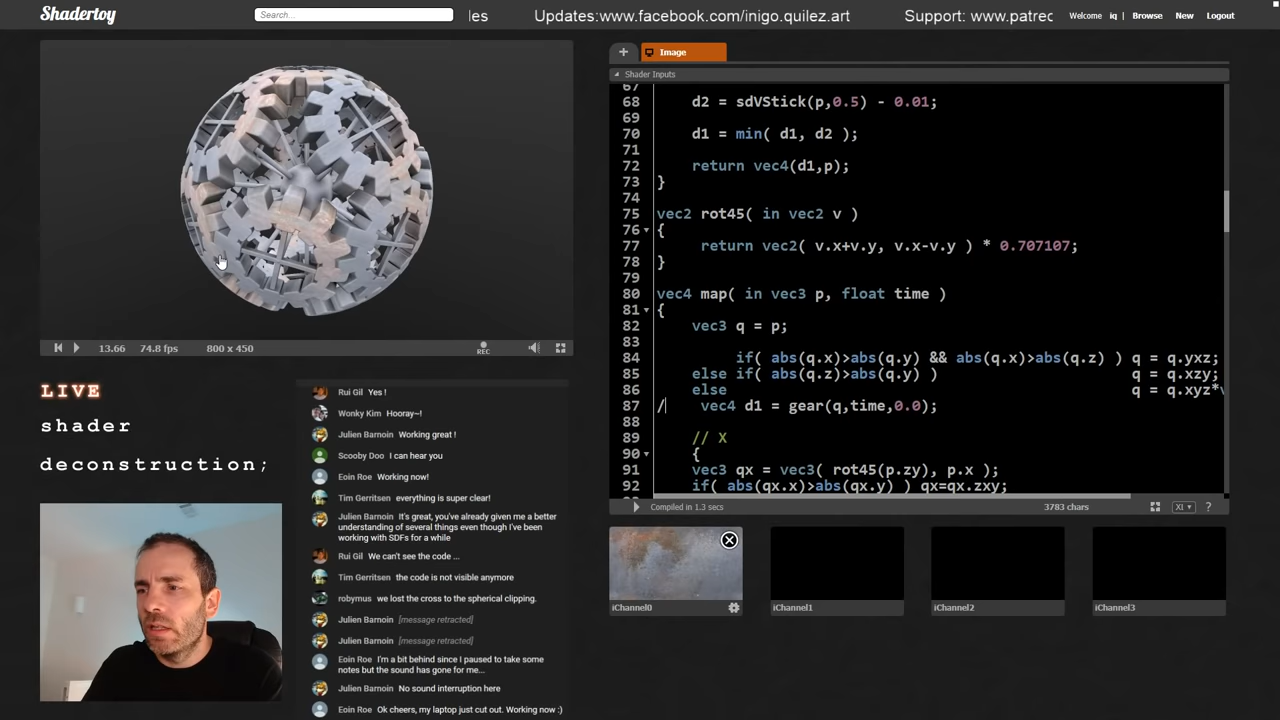 Shadertoy
Search...
les Updates:www.facebook.com/inigo.quilez.art Support: www.patrec
Welcome iq | Browse New Logout
+ Image
Shader Inputs
67
68 d2 = sdVStick(p,0.5) - 0.01;
69
70 d1 = min( d1, d2 );
71
72 return vec4(d1,p);
73 }
74
75 vec2 rot45( in vec2 v )
76 {
77 return vec2( v.x+v.y, v.x-v.y ) * 0.707107;
78 }
79
80 vec4 map( in vec3 p, float time )
81 {
82 vec3 q = p;
83
84 if( abs(q.x)>abs(q.y) && abs(q.x)>abs(q.z) ) q = q.yxz;
85 else if( abs(q.z)>abs(q.y) ) q = q.xzy;
86 else q = q.xyz*v
87 / vec4 d1 = gear(q,time,0.0);
88
89 // X
90 {
91 vec3 qx = vec3( rot45(p.zy), p.x );
92 if( abs(qx.x)>abs(qx.y) ) qx=qx.zxy;
13.66 74.8 fps 800 x 450 REC
Compiled in 1.3 secs 3783 chars ?
LIVE
shader
deconstruction;
Rui Gil Yes !
Wonky Kim Hooray~!
Julien Barnoin Working great !
Scooby Doo I can hear you
Eoin Roe Working now!
Tim Gerritsen everything is super clear!
Julien Barnoin It's great, you've already given me a better
understanding of several things even though I've been
working with SDFs for a while
Rui Gil We can't see the code ...
Tim Gerritsen the code is not visible anymore
robymus we lost the cross to the spherical clipping.
Julien Barnoin [message retracted]
Julien Barnoin [message retracted]
Eoin Roe I'm a bit behind since I paused to take some
notes but the sound has gone for me...
Julien Barnoin No sound interruption here
Eoin Roe Ok cheers, my laptop just cut out. Working now :)
iChannel0 iChannel1 iChannel2 iChannel3